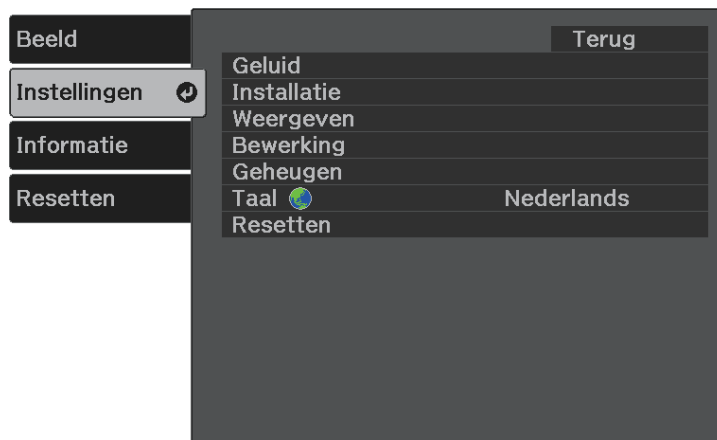 Beeld
Instellingen
Informatie
Resetten
Terug
Geluid
Installatie
Weergeven
Bewerking
Geheugen
Taal Nederlands
Resetten